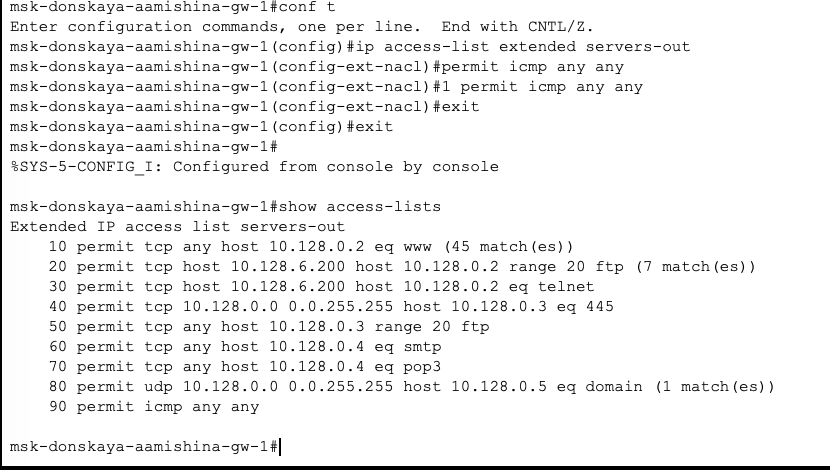 msk-donskaya-aamishina-gw-1#conf t
Enter configuration commands, one per line.  End with CNTL/Z.
msk-donskaya-aamishina-gw-1(config)#ip access-list extended servers-out
msk-donskaya-aamishina-gw-1(config-ext-nacl)#permit icmp any any
msk-donskaya-aamishina-gw-1(config-ext-nacl)#1 permit icmp any any
msk-donskaya-aamishina-gw-1(config-ext-nacl)#exit
msk-donskaya-aamishina-gw-1(config)#exit
msk-donskaya-aamishina-gw-1#
%SYS-5-CONFIG_I: Configured from console by console
msk-donskaya-aamishina-gw-1#show access-lists
Extended IP access list servers-out
    10 permit tcp any host 10.128.0.2 eq www (45 match(es))
    20 permit tcp host 10.128.6.200 host 10.128.0.2 range 20 ftp (7 match(es))
    30 permit tcp host 10.128.6.200 host 10.128.0.2 eq telnet
    40 permit tcp 10.128.0.0 0.0.255.255 host 10.128.0.3 eq 445
    50 permit tcp any host 10.128.0.3 range 20 ftp
    60 permit tcp any host 10.128.0.4 eq smtp
    70 permit tcp any host 10.128.0.4 eq pop3
    80 permit udp 10.128.0.0 0.0.255.255 host 10.128.0.5 eq domain (1 match(es))
    90 permit icmp any any
msk-donskaya-aamishina-gw-1#